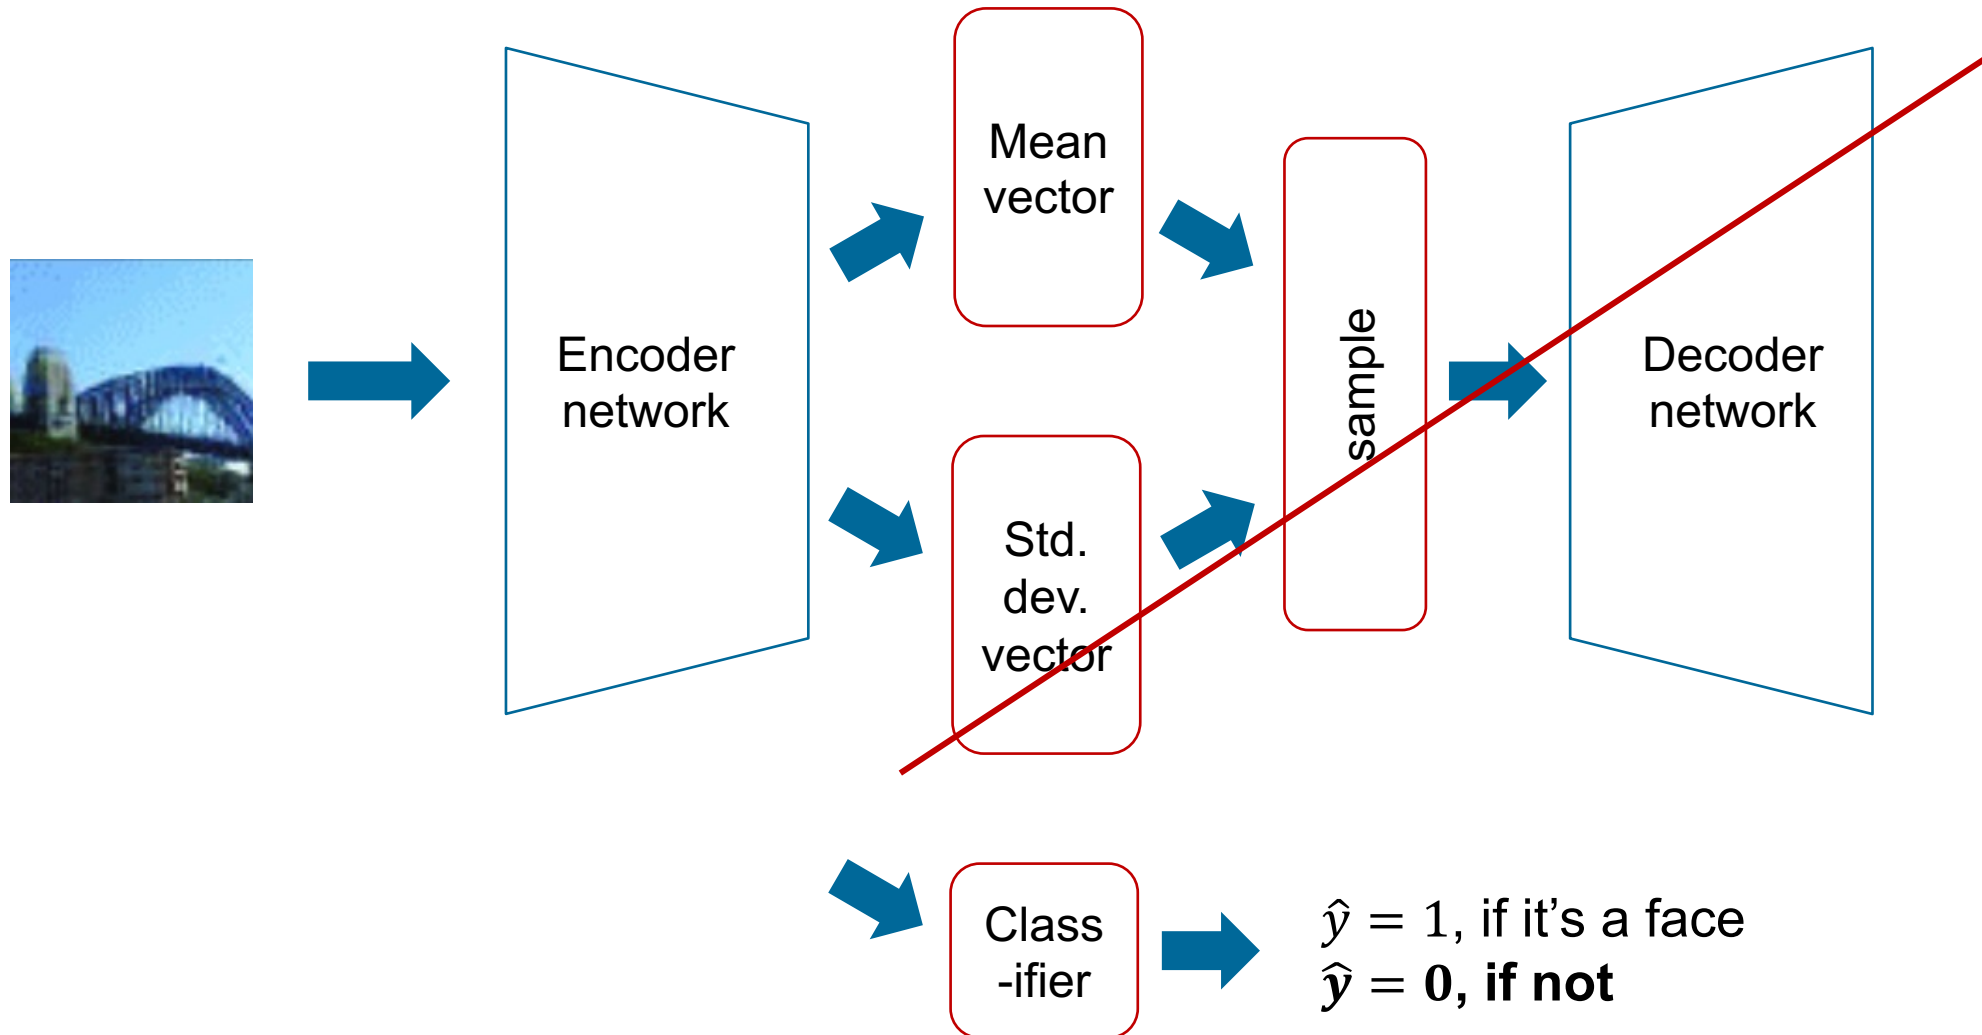 Mean
vector
Encoder
network
sample
Decoder
network
Std.
dev.
vector
Class
-ifier
ŷ = 1, if it’s a face
ŷ = 0, if not